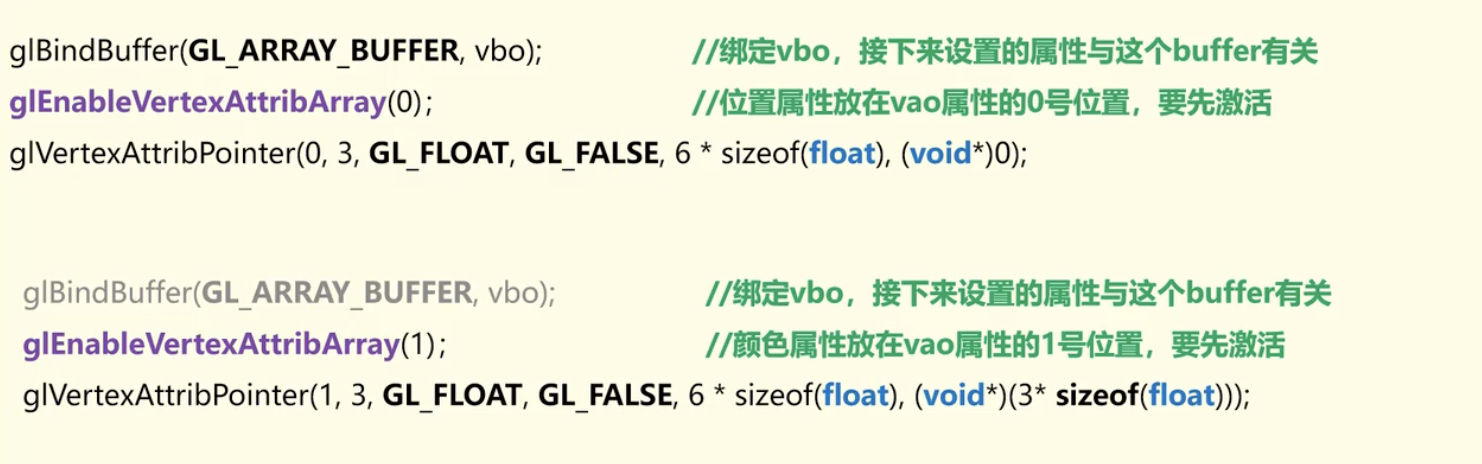 glBindBuffer(GL_ARRAY_BUFFER, vbo); //绑定vbo，接下来设置的属性与这个buffer有关
glEnableVertexAttribArray(0); //位置属性放在vao属性的0号位置，要先激活
glVertexAttribPointer(0, 3, GL_FLOAT, GL_FALSE, 6 * sizeof(float), (void*)0);
glBindBuffer(GL_ARRAY_BUFFER, vbo); //绑定vbo，接下来设置的属性与这个buffer有关
glEnableVertexAttribArray(1); //颜色属性放在vao属性的1号位置，要先激活
glVertexAttribPointer(1, 3, GL_FLOAT, GL_FALSE, 6 * sizeof(float), (void*)(3* sizeof(float)));